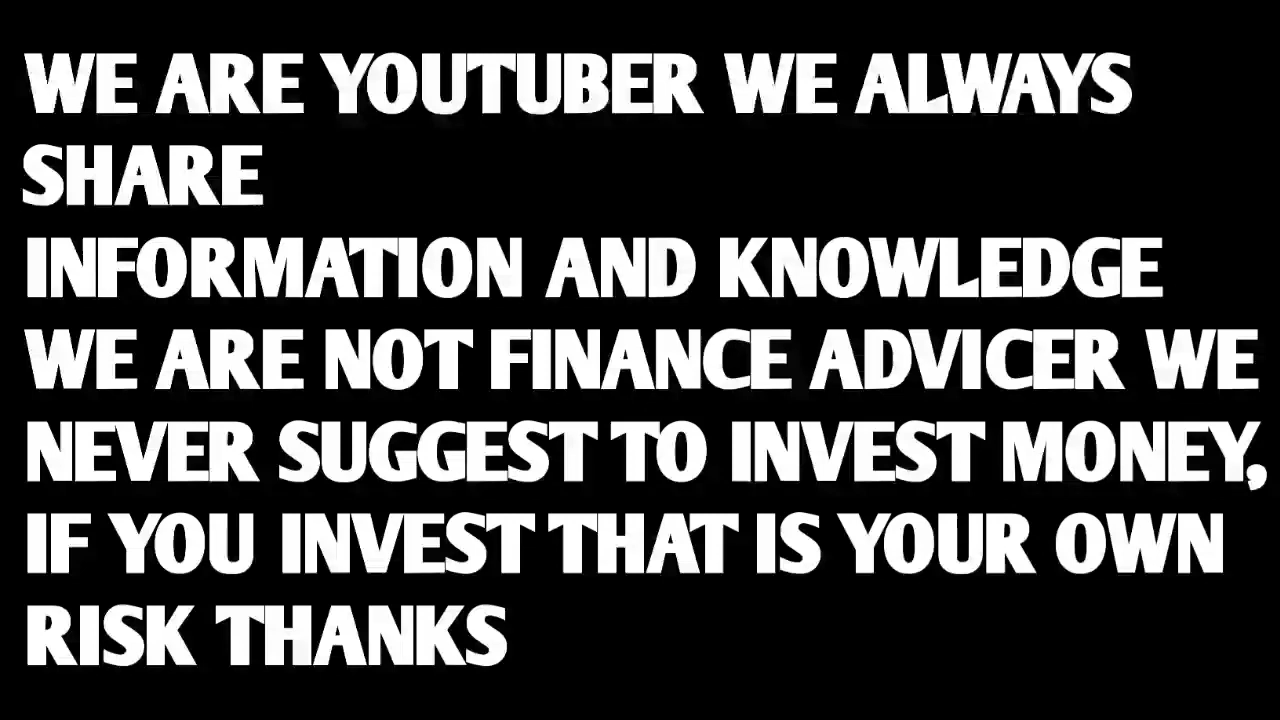 WE ARE YOUTUBER WE ALWAYS
SHARE
INFORMATION AND KNOWLEDGE
WE ARE NOT FINANCE ADVICER WE
NEVER SUGGEST TO INVEST MONEY,
IF YOU INVEST THAT IS YOUR OWN
RISK THANKS